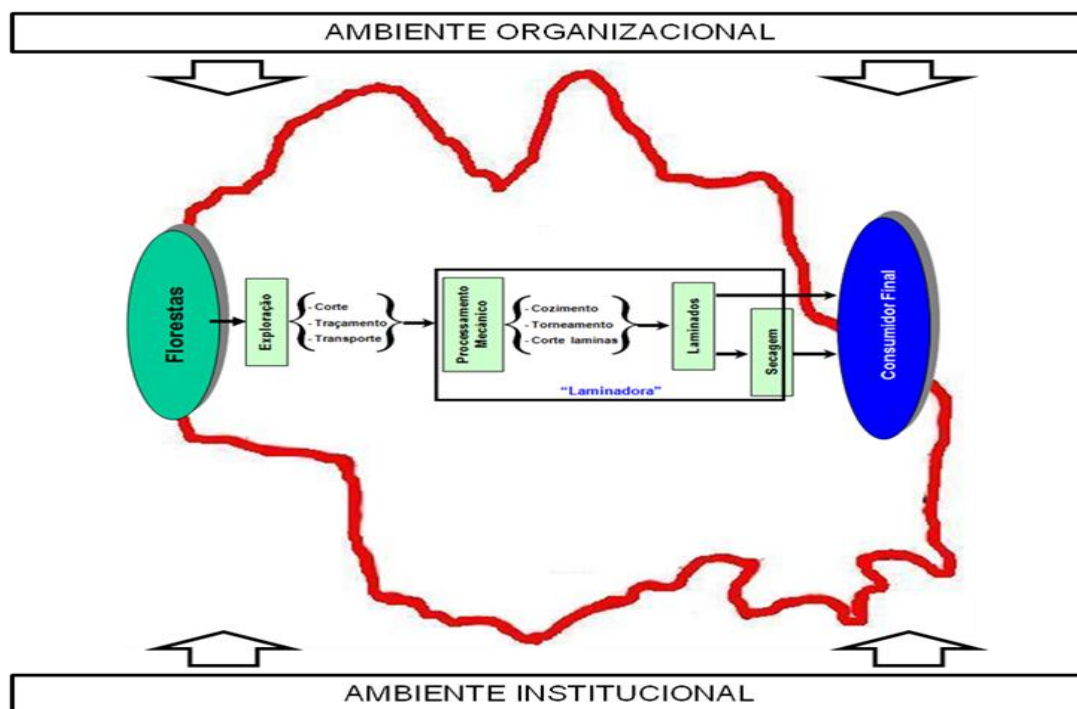 AMBIENTE ORGANIZACIONAL
Florestas
Exploração
- Corte
- Traçamento
- Transporte
Processamento
Mecânico
- Cozimento
- Torneamento
- Corte laminas
Laminados
Secagem
"Laminadora"
Consumidor Final
AMBIENTE INSTITUCIONAL